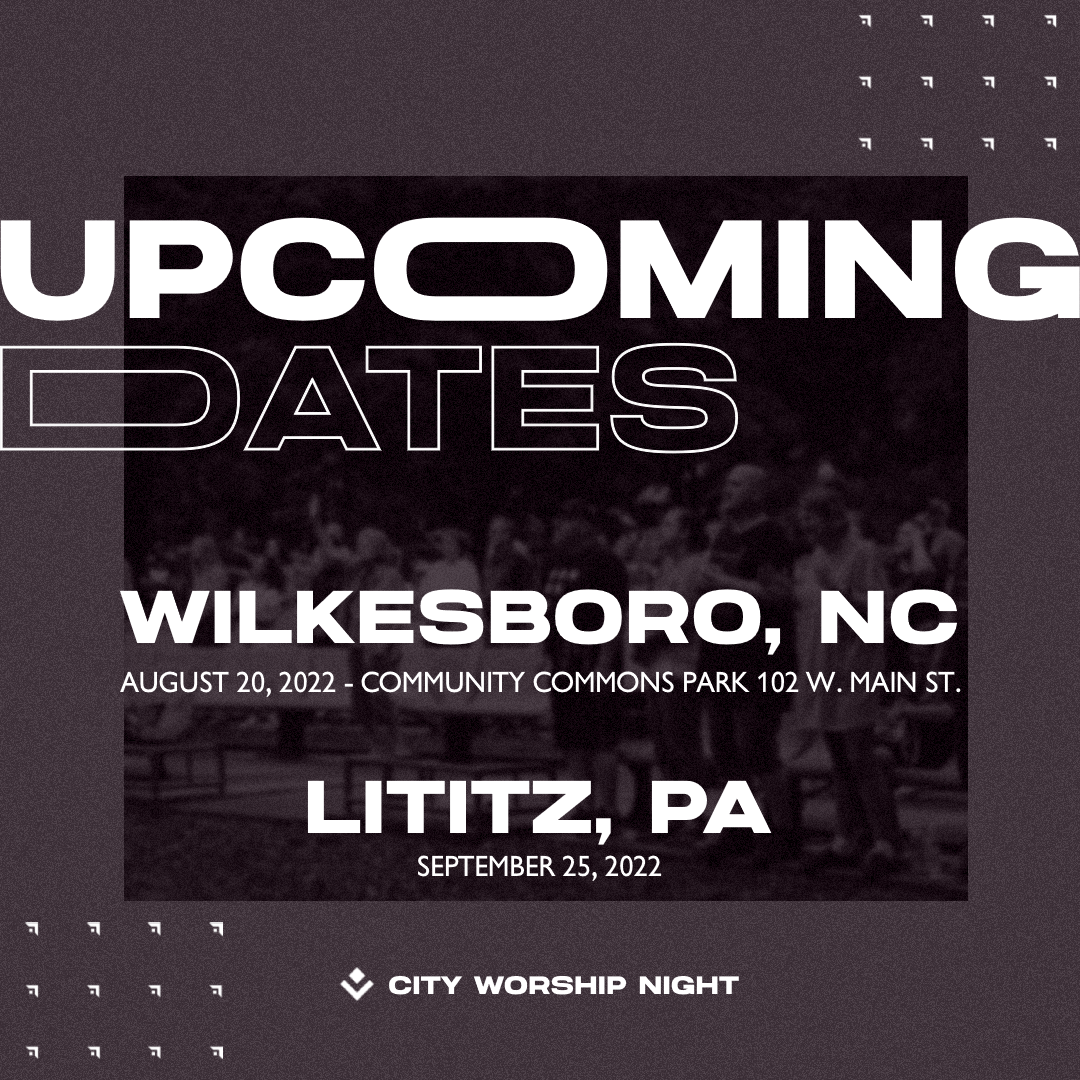 UPCOMING
DATES
WILKESBORO, NC
AUGUST 20, 2022 - COMMUNITY COMMONS PARK 102 W. MAIN ST.
LITITZ, PA
SEPTEMBER 25, 2022
CITY WORSHIP NIGHT